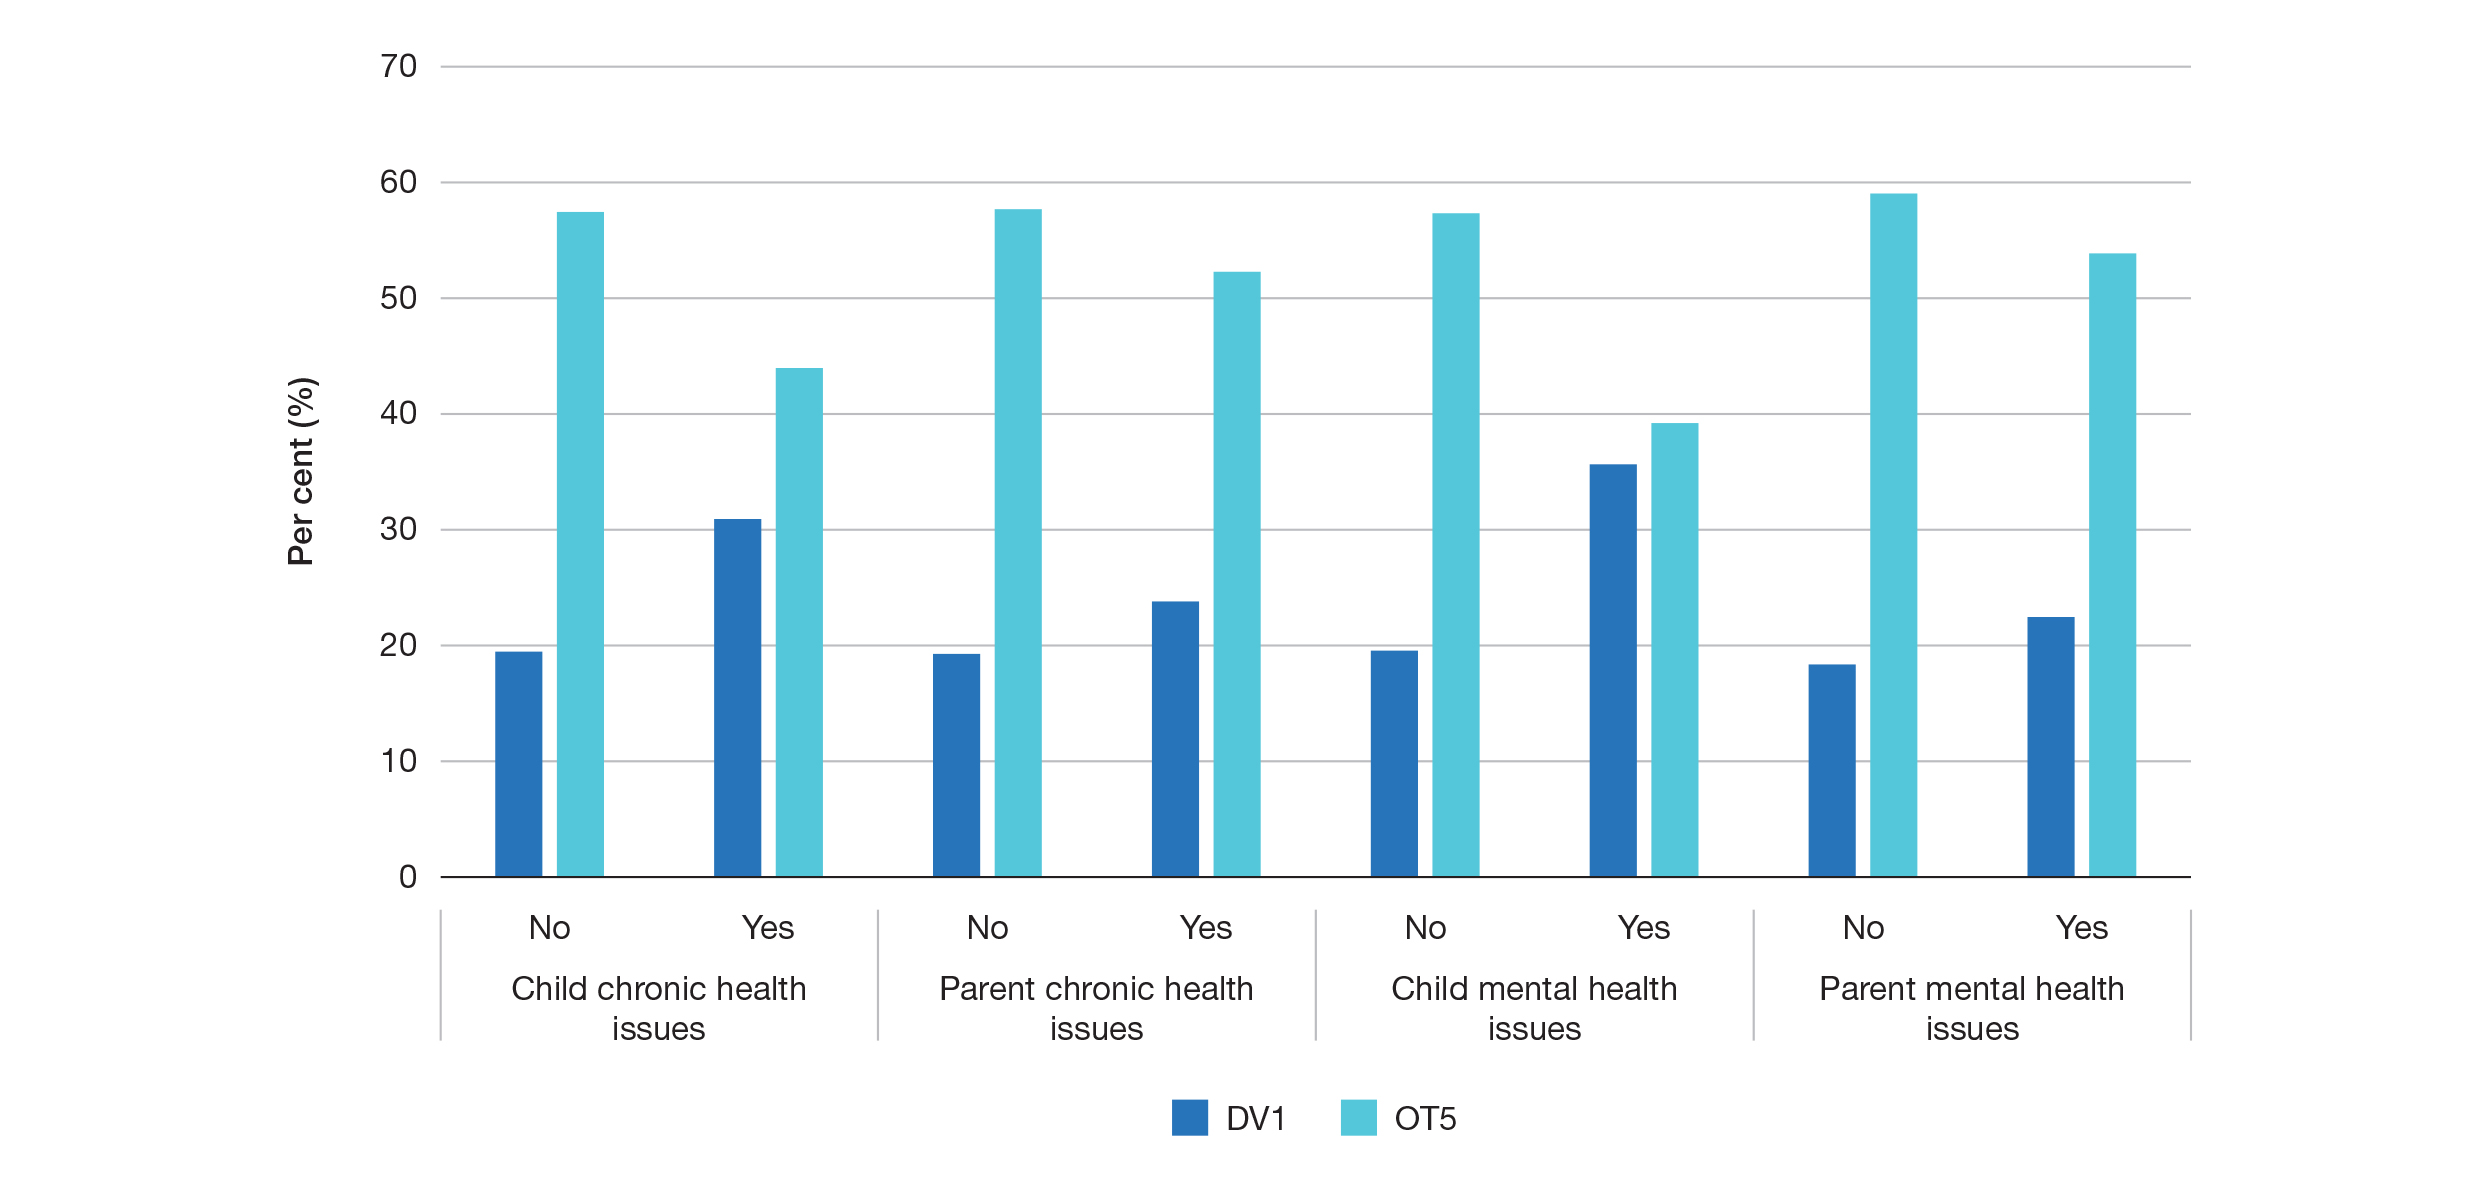 70
60
50
40
30
20
10
0
Per cent (%)
No Yes No Yes No Yes No Yes
Child chronic health issues
Parent chronic health issues
Child mental health issues
Parent mental health issues
DV1 OT5